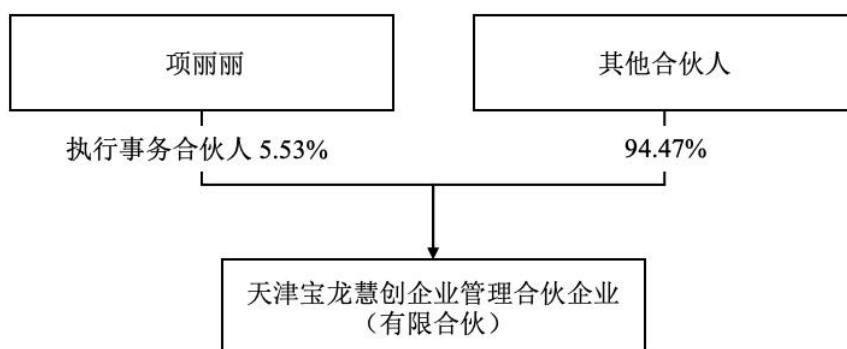 项丽丽
其他合伙人
执行事务合伙人 5.53%
94.47%
天津宝龙慧创企业管理合伙企业
（有限合伙）